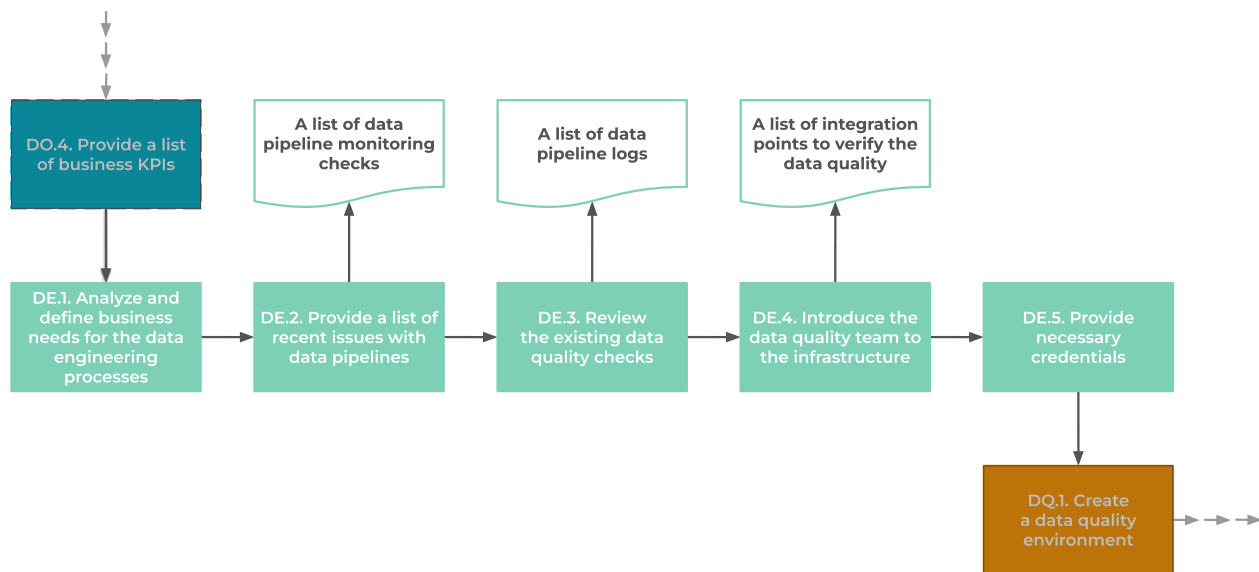 DO.4. Provide a list
of business KPIs
A list of data
pipeline monitoring
checks
A list of data
pipeline logs
A list of integration
points to verify the
data quality
DE.1. Analyze and
define business
needs for the data
engineering
processes
DE.2. Provide a list of
recent issues with
data pipelines
DE.3. Review
the existing data
quality checks
DE.4. Introduce the
data quality team to
the infrastructure
DE.5. Provide
necessary
credentials
DQ.1. Create
a data quality
environment